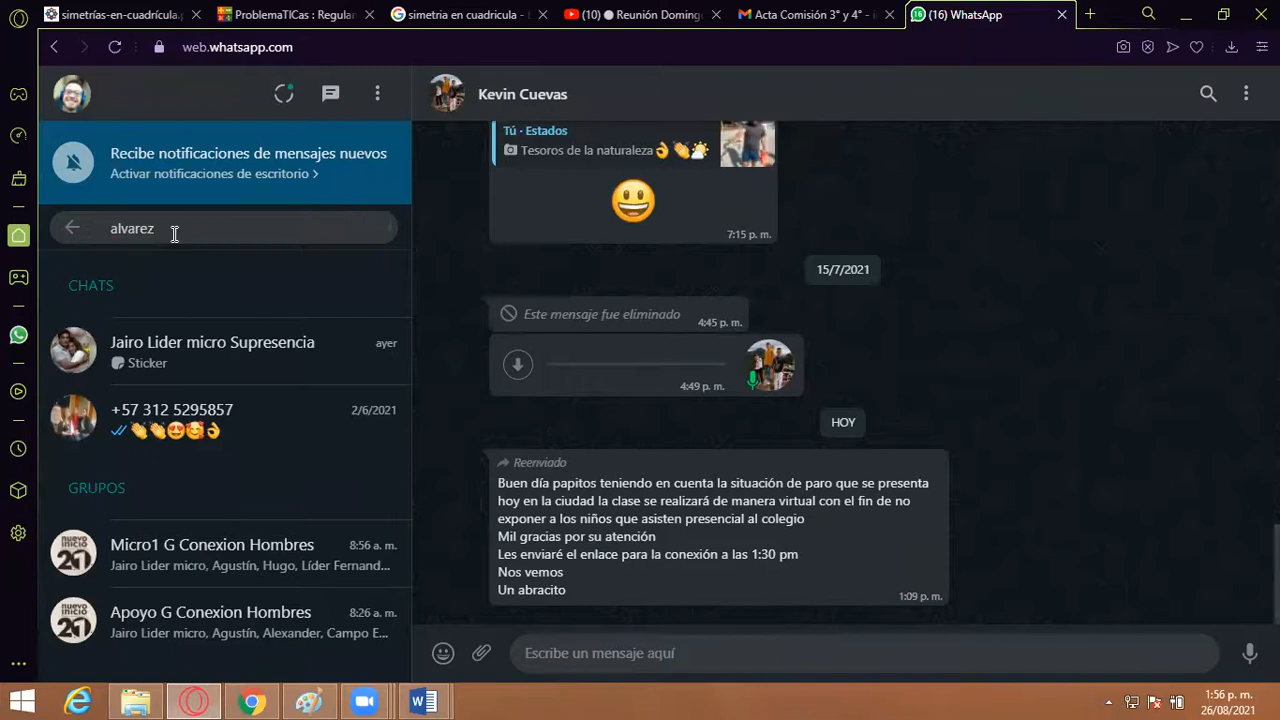 simetrías-en-cuadrícula.p
ProblemaTICas : Regular
simetria en cuadricula -
(10) Reunión Doming
Acta Comisión 3° y 4° - i
(16) WhatsApp
web.whatsapp.com
Kevin Cuevas
Recibe notificaciones de mensajes nuevos
Activar notificaciones de escritorio >
alvarez
CHATS
Jairo Lider micro Supresencia
ayer
Sticker
+57 312 5295857
2/6/2021
GRUPOS
Micro1 G Conexion Hombres
8:56 a. m.
Jairo Lider micro, Agustín, Hugo, Líder Fernand...
Apoyo G Conexion Hombres
8:26 a. m.
Jairo Lider micro, Agustín, Alexander, Campo E...
Tú · Estados
Tesoros de la naturaleza👌👏🌤
😃
7:15 p. m.
15/7/2021
Este mensaje fue eliminado
4:45 p. m.
4:49 p. m.
HOY
Reenviado
Buen día papitos teniendo en cuenta la situación de paro que se presenta
hoy en la ciudad la clase se realizará de manera virtual con el fin de no
exponer a los niños que asisten presencial al colegio
Mil gracias por su atención
Les enviaré el enlace para la conexión a las 1:30 pm
Nos vemos
Un abracito
1:09 p. m.
Escribe un mensaje aquí
1:56 p. m.
26/08/2021